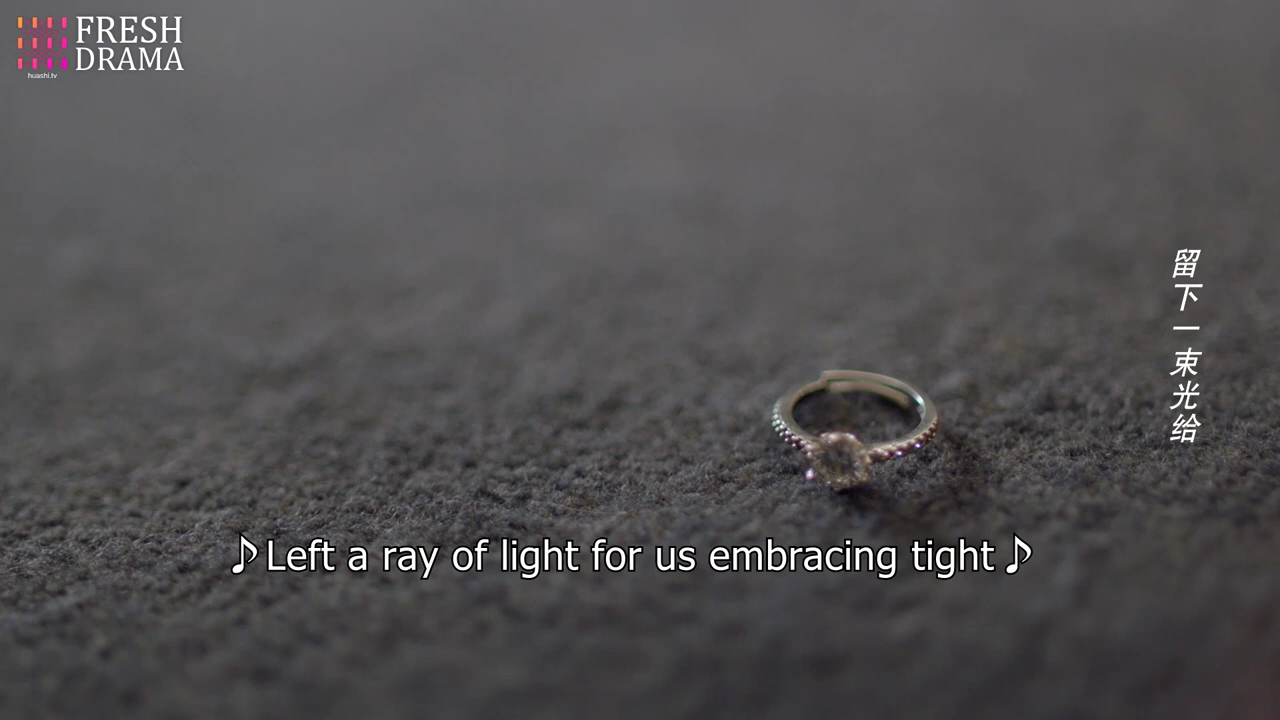 FRESH
DRAMA
huashi.tv
留下一束光给
♪Left a ray of light for us embracing tight♪